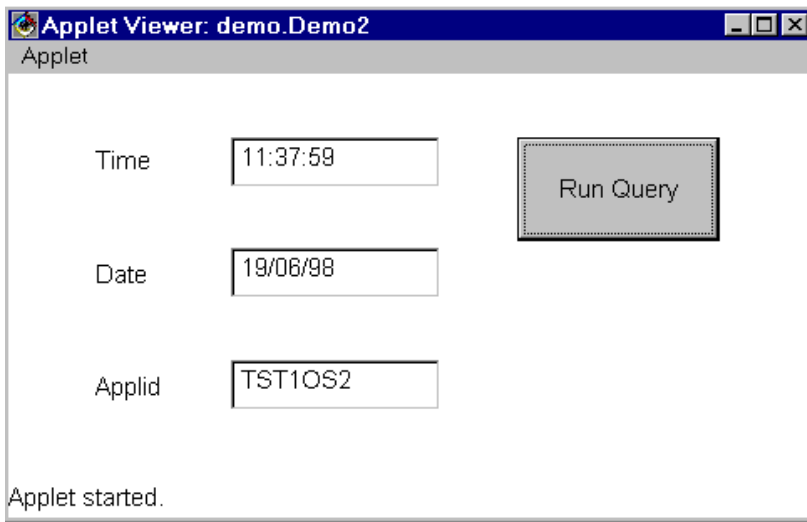 Applet Viewer: demo.Demo2
Applet
Time 11:37:59
Run Query
Date 19/06/98
Applid TST1OS2
Applet started.